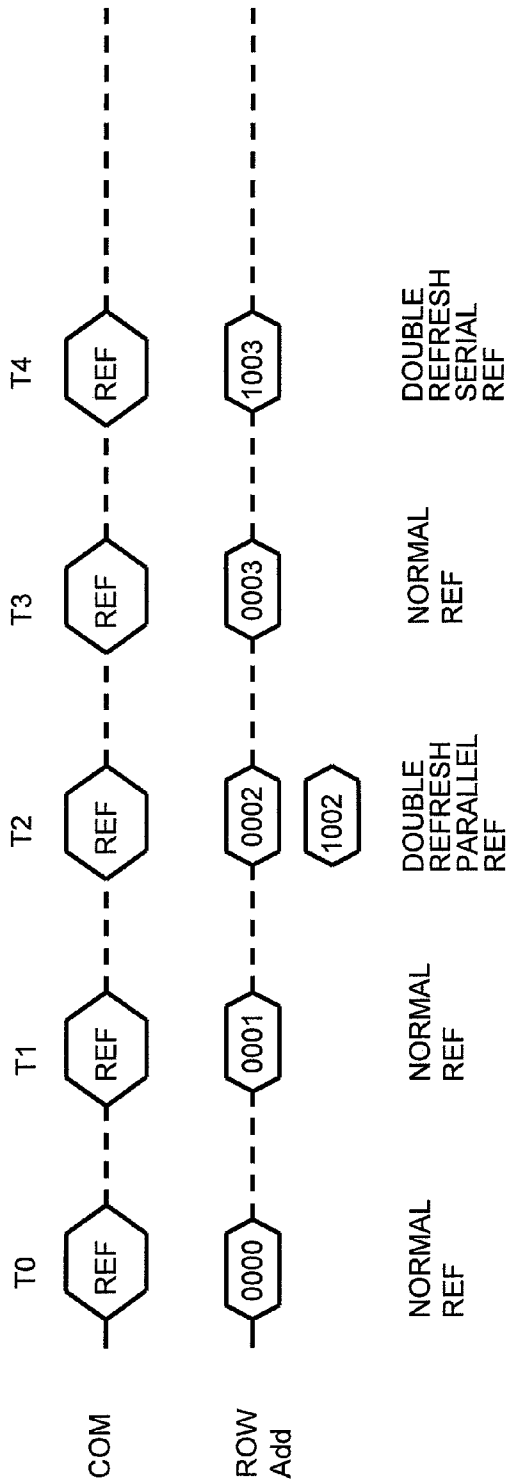 T0 T1 T2 T3 T4
COM REF REF REF REF REF
ROW Add 0000 0001 0002 0003 1003
1002
NORMAL REF
NORMAL REF
DOUBLE REFRESH PARALLEL REF
NORMAL REF
DOUBLE REFRESH SERIAL REF